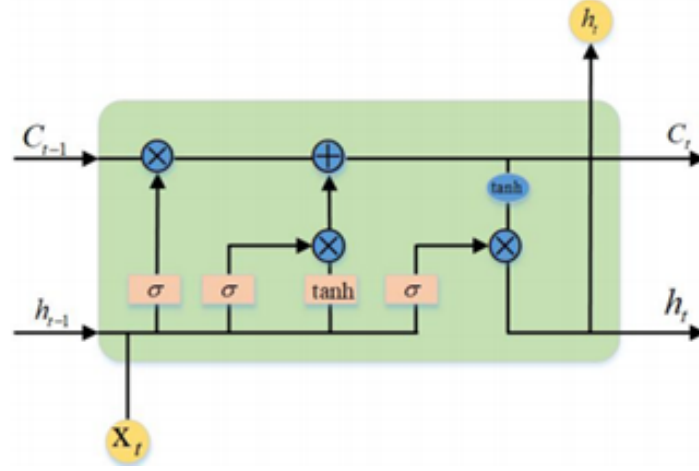 h_t
C_{t-1}
C_t
tanh
σ
σ
tanh
σ
h_{t-1}
h_t
X_t